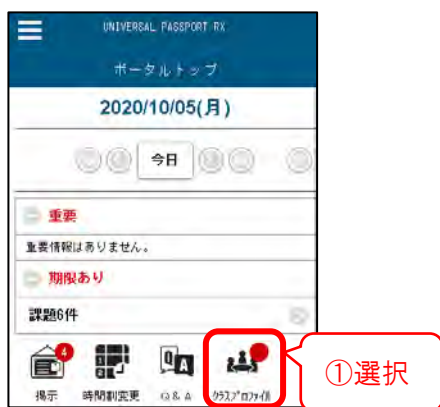 UNIVERSAL PASSPORT RX
ポータルトップ
2020/10/05(月)
今日
重要
重要情報はありません。
期限あり
課題6件
4
掲示 時間割変更 Q & A クラスプロファイル
①選択